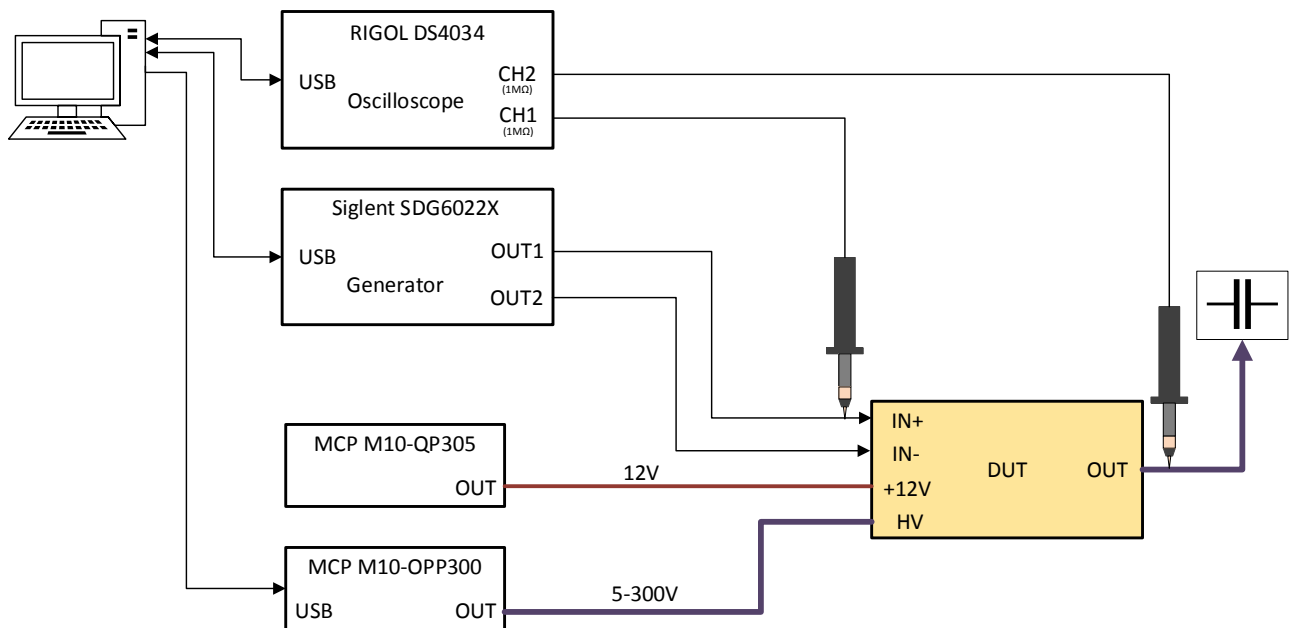 RIGOL DS4034
USB
Oscilloscope
CH2
(1MΩ)
CH1
(1MΩ)
Siglent SDG6022X
USB
Generator
OUT1
OUT2
MCP M10-QP305
OUT
12V
MCP M10-OPP300
USB
OUT
5-300V
IN+
IN-
+12V
HV
DUT
OUT